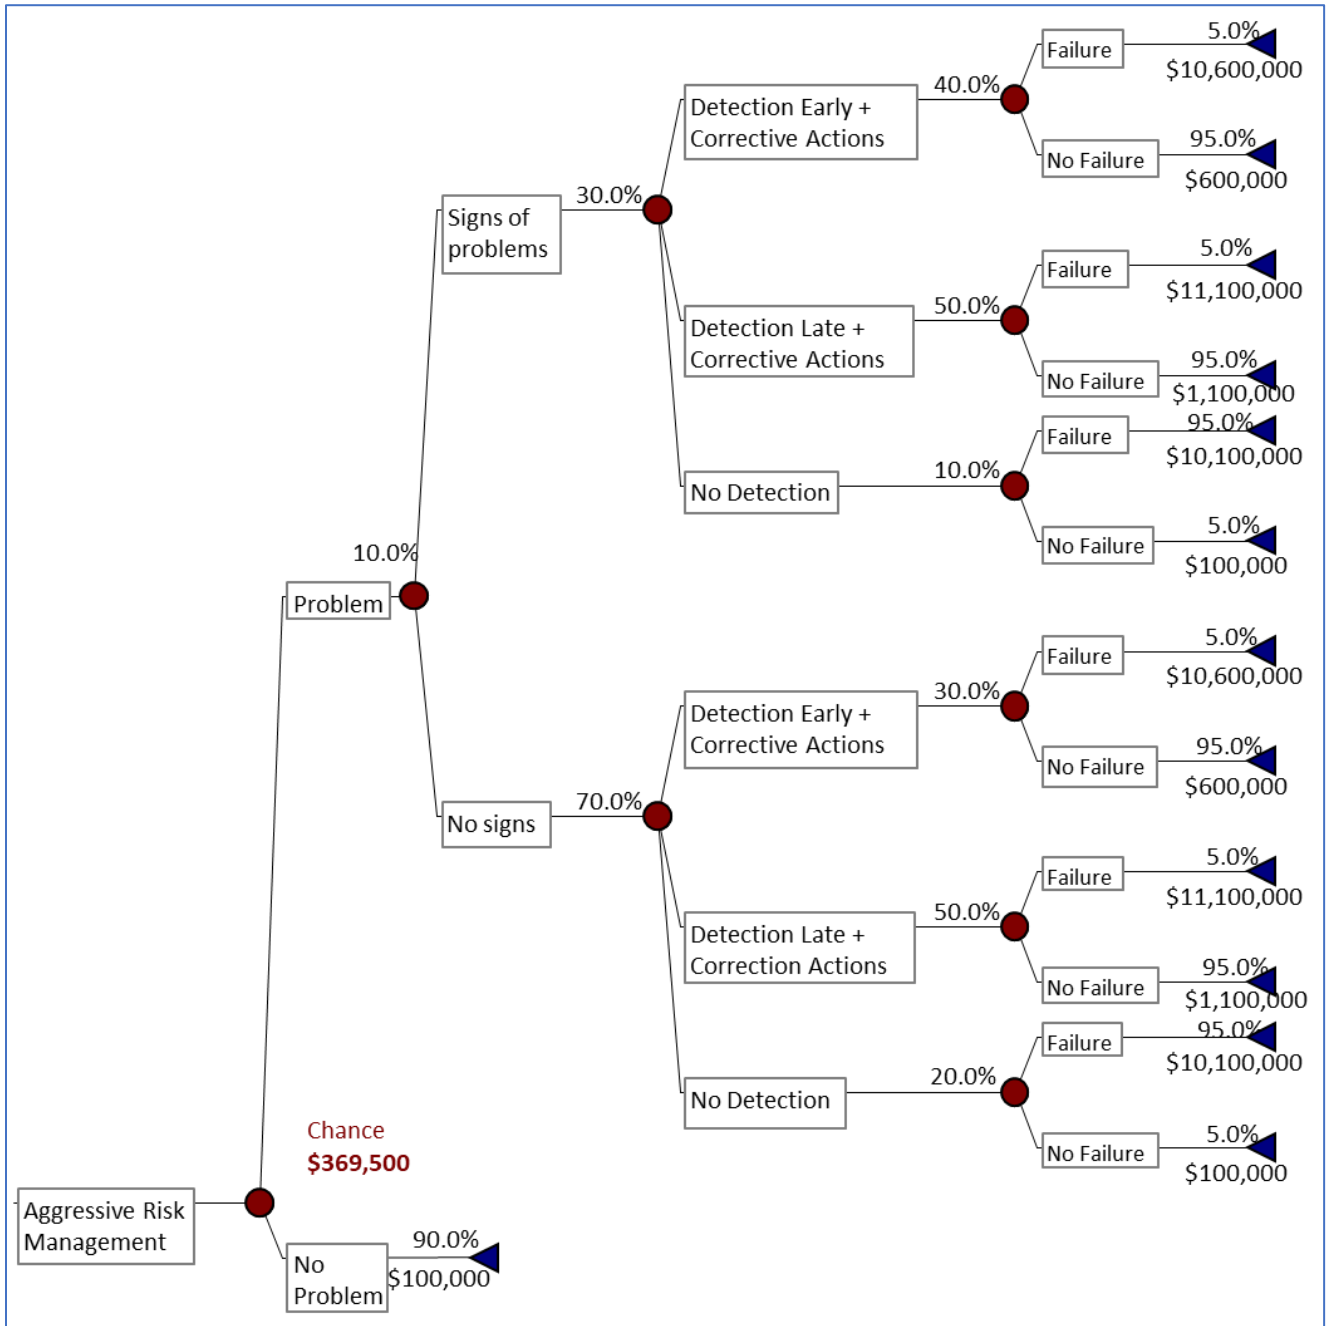 5.0%
Failure
$10,600,000
40.0%
Detection Early +
Corrective Actions
95.0%
No Failure
$600,000
30.0%
Signs of
problems
5.0%
Failure
$11,100,000
50.0%
Detection Late +
Corrective Actions
95.0%
No Failure
$1,100,000
95.0%
Failure
$10,100,000
10.0%
No Detection
5.0%
No Failure
$100,000
10.0%
Problem
5.0%
Failure
$10,600,000
30.0%
Detection Early +
Corrective Actions
95.0%
No Failure
$600,000
70.0%
No signs
5.0%
Failure
$11,100,000
50.0%
Detection Late +
Correction Actions
95.0%
No Failure
$1,100,000
95.0%
Failure
$10,100,000
20.0%
No Detection
5.0%
No Failure
$100,000
Chance
$369,500
Aggressive Risk
Management
90.0%
No
Problem
$100,000